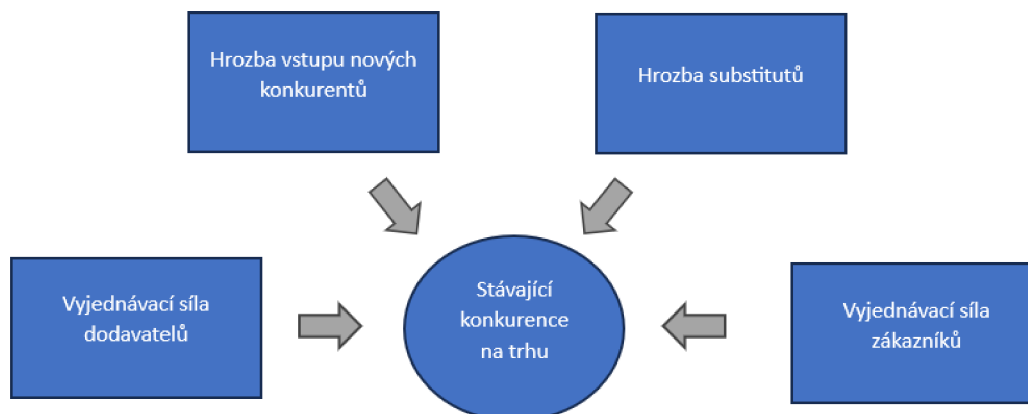 Hrozba vstupu nových
konkurentů
Hrozba substitutů
Vyjednávací síla
dodavatelů
Stávající
konkurence
na trhu
Vyjednávací síla
zákazníků